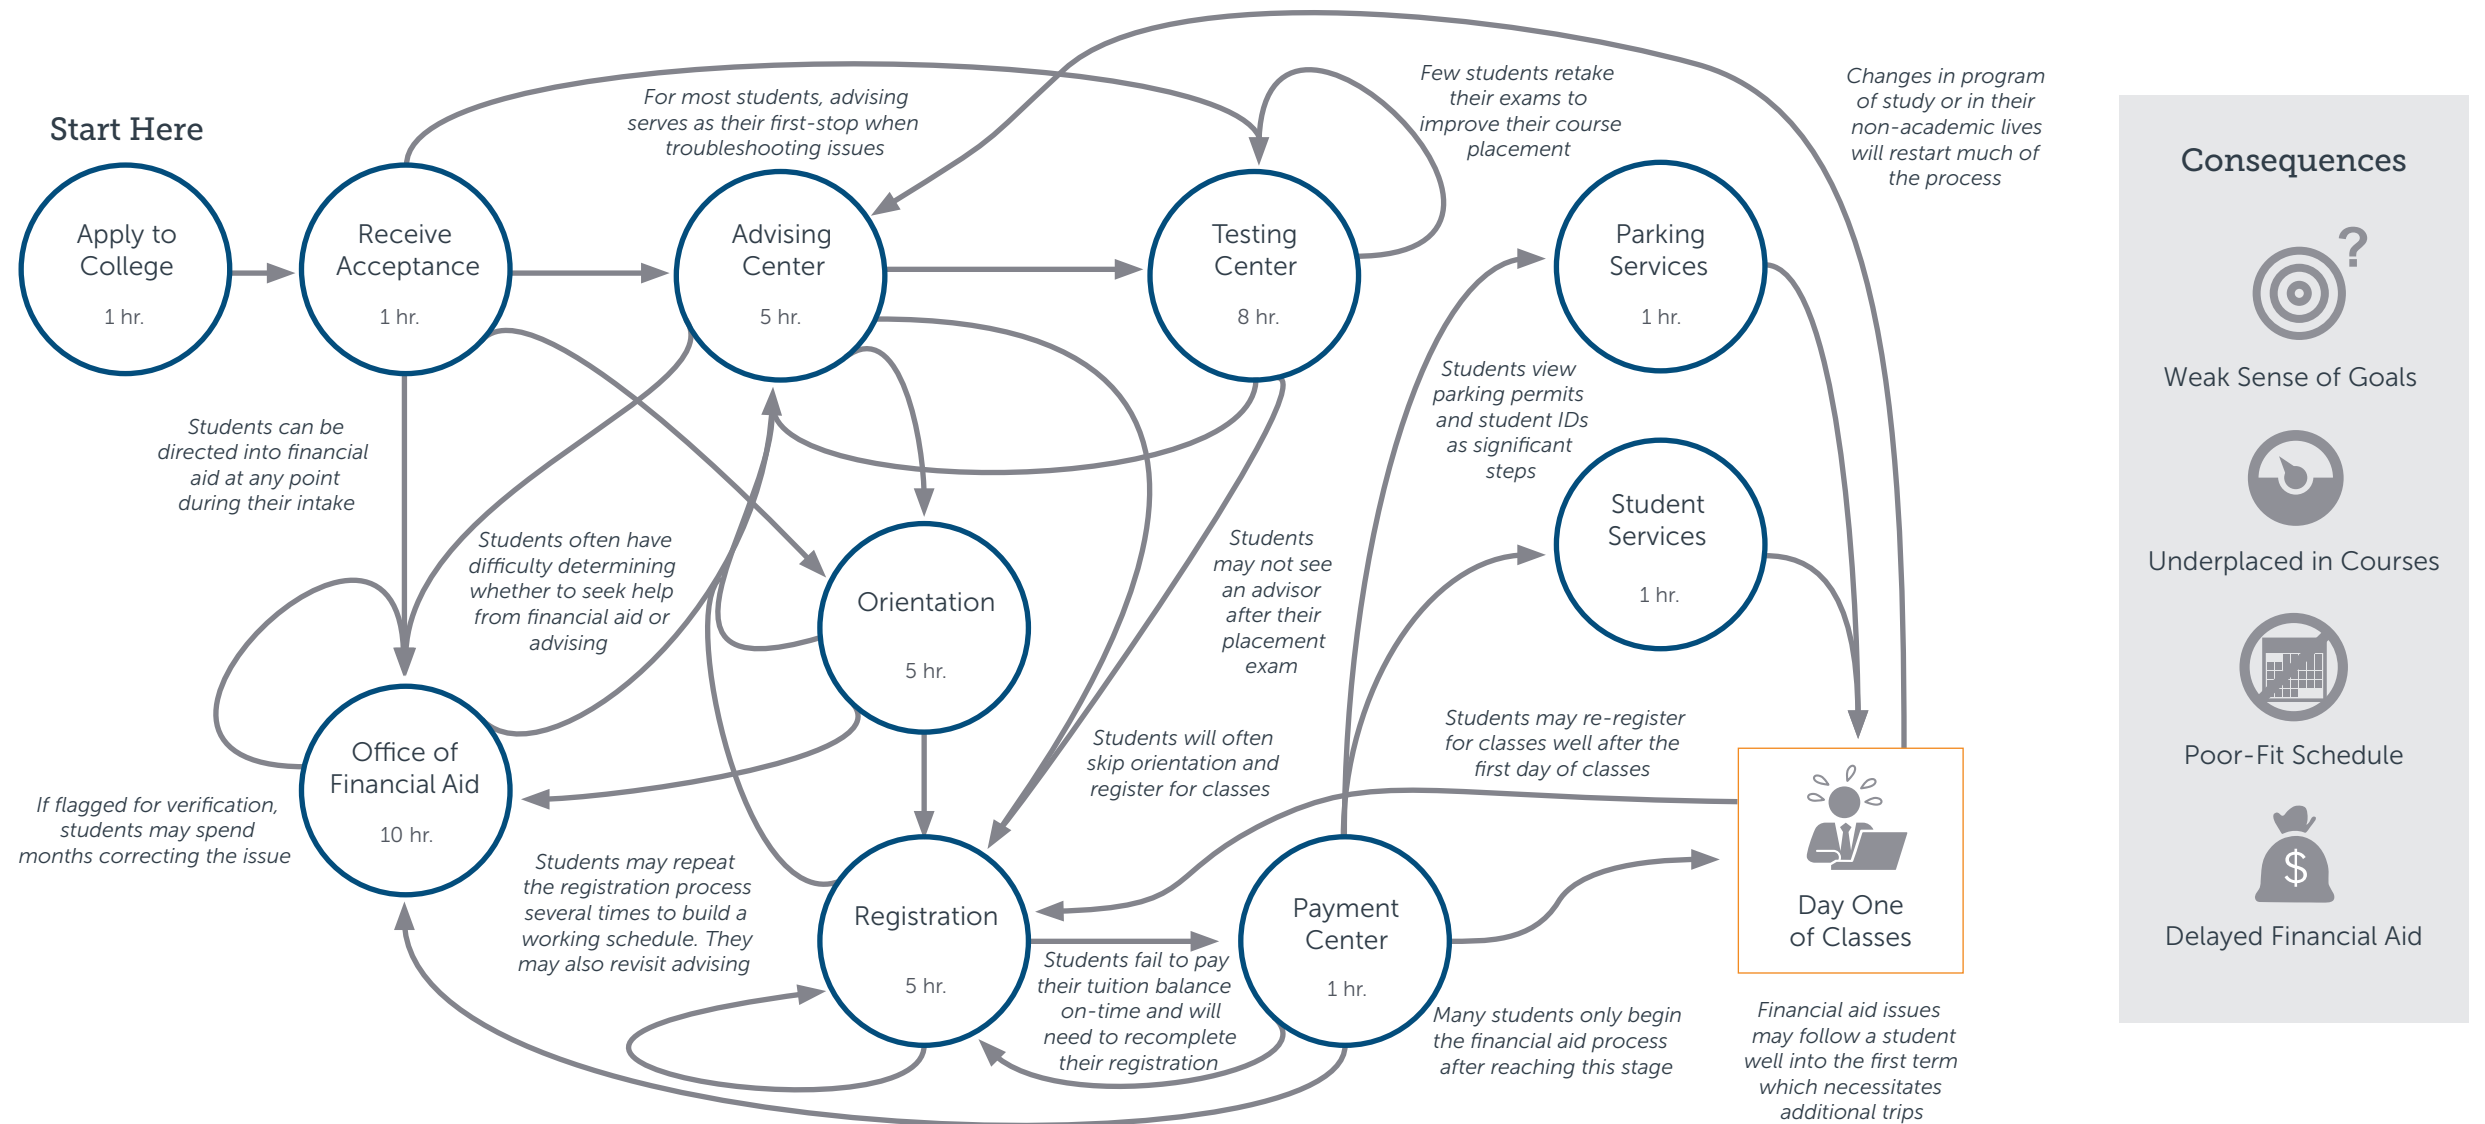 Start Here
Apply to
College
1 hr.
Receive
Acceptance
1 hr.
For most students, advising
serves as their first-stop when
troubleshooting issues
Advising
Center
5 hr.
Few students retake
their exams to
improve their course
placement
Testing
Center
8 hr.
Changes in program
of study or in their
non-academic lives
will restart much of
the process
Parking
Services
1 hr.
Students can be
directed into financial
aid at any point
during their intake
Students view
parking permits
and student IDs
as significant
steps
Student
Services
1 hr.
Students often have
difficulty determining
whether to seek help
from financial aid or
advising
Orientation
5 hr.
Students
may not see
an advisor
after their
placement
exam
Office of
Financial Aid
10 hr.
If flagged for verification,
students may spend
months correcting the issue
Students will often
skip orientation and
register for classes
Students may re-register
for classes well after the
first day of classes
Students may repeat
the registration process
several times to build a
working schedule. They
may also revisit advising
Registration
5 hr.
Students fail to pay
their tuition balance
on-time and will
need to recomplete
their registration
Payment
Center
1 hr.
Many students only begin
the financial aid process
after reaching this stage
Day One
of Classes
Financial aid issues
may follow a student
well into the first term
which necessitates
additional trips
Consequences
?
Weak Sense of Goals
Underplaced in Courses
Poor-Fit Schedule
$
Delayed Financial Aid